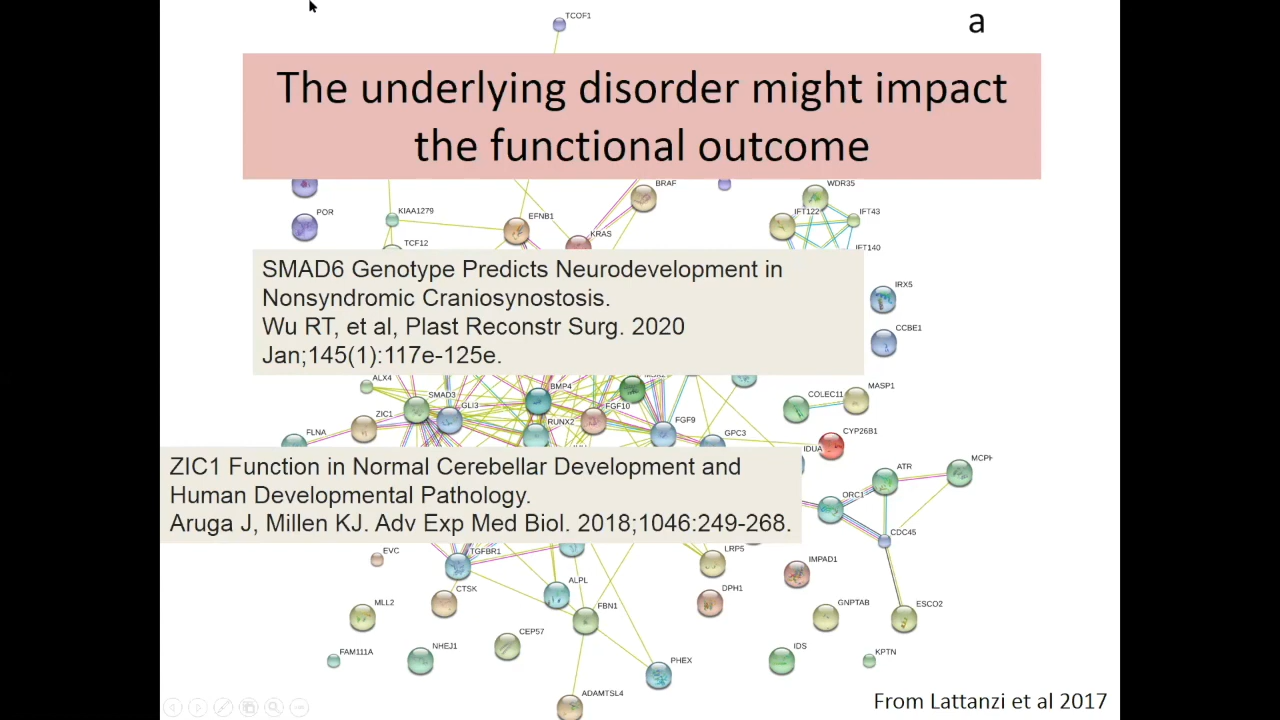 TCOF1
a
The underlying disorder might impact
the functional outcome
BRAF
WDR35
POR
KIAA1279
EFNB1
IFT122
IFT43
KRAS
TCF12
IFT140
SMAD6 Genotype Predicts Neurodevelopment in
Nonsyndromic Craniosynostosis.
Wu RT, et al, Plast Reconstr Surg. 2020
Jan;145(1):117e-125e.
IRX5
CCBE1
ALX4
BMP4
MASP1
SMAD3
GLI3
FGF10
COLEC11
ZIC1
RUNX2
FGF9
FLNA
GPC3
CYP26B1
IDUA
ZIC1 Function in Normal Cerebellar Development and
Human Developmental Pathology.
Aruga J, Millen KJ. Adv Exp Med Biol. 2018;1046:249-268.
ATR
MCPH
ORC1
CDC45
EVC
TGFBR1
LRP5
IMPAD1
CTSK
ALPL
DPH1
MLL2
FBN1
GNPTAB
ESCO2
CEP57
FAM111A
NHEJ1
PHEX
IDS
KPTN
ADAMTSL4
From Lattanzi et al 2017